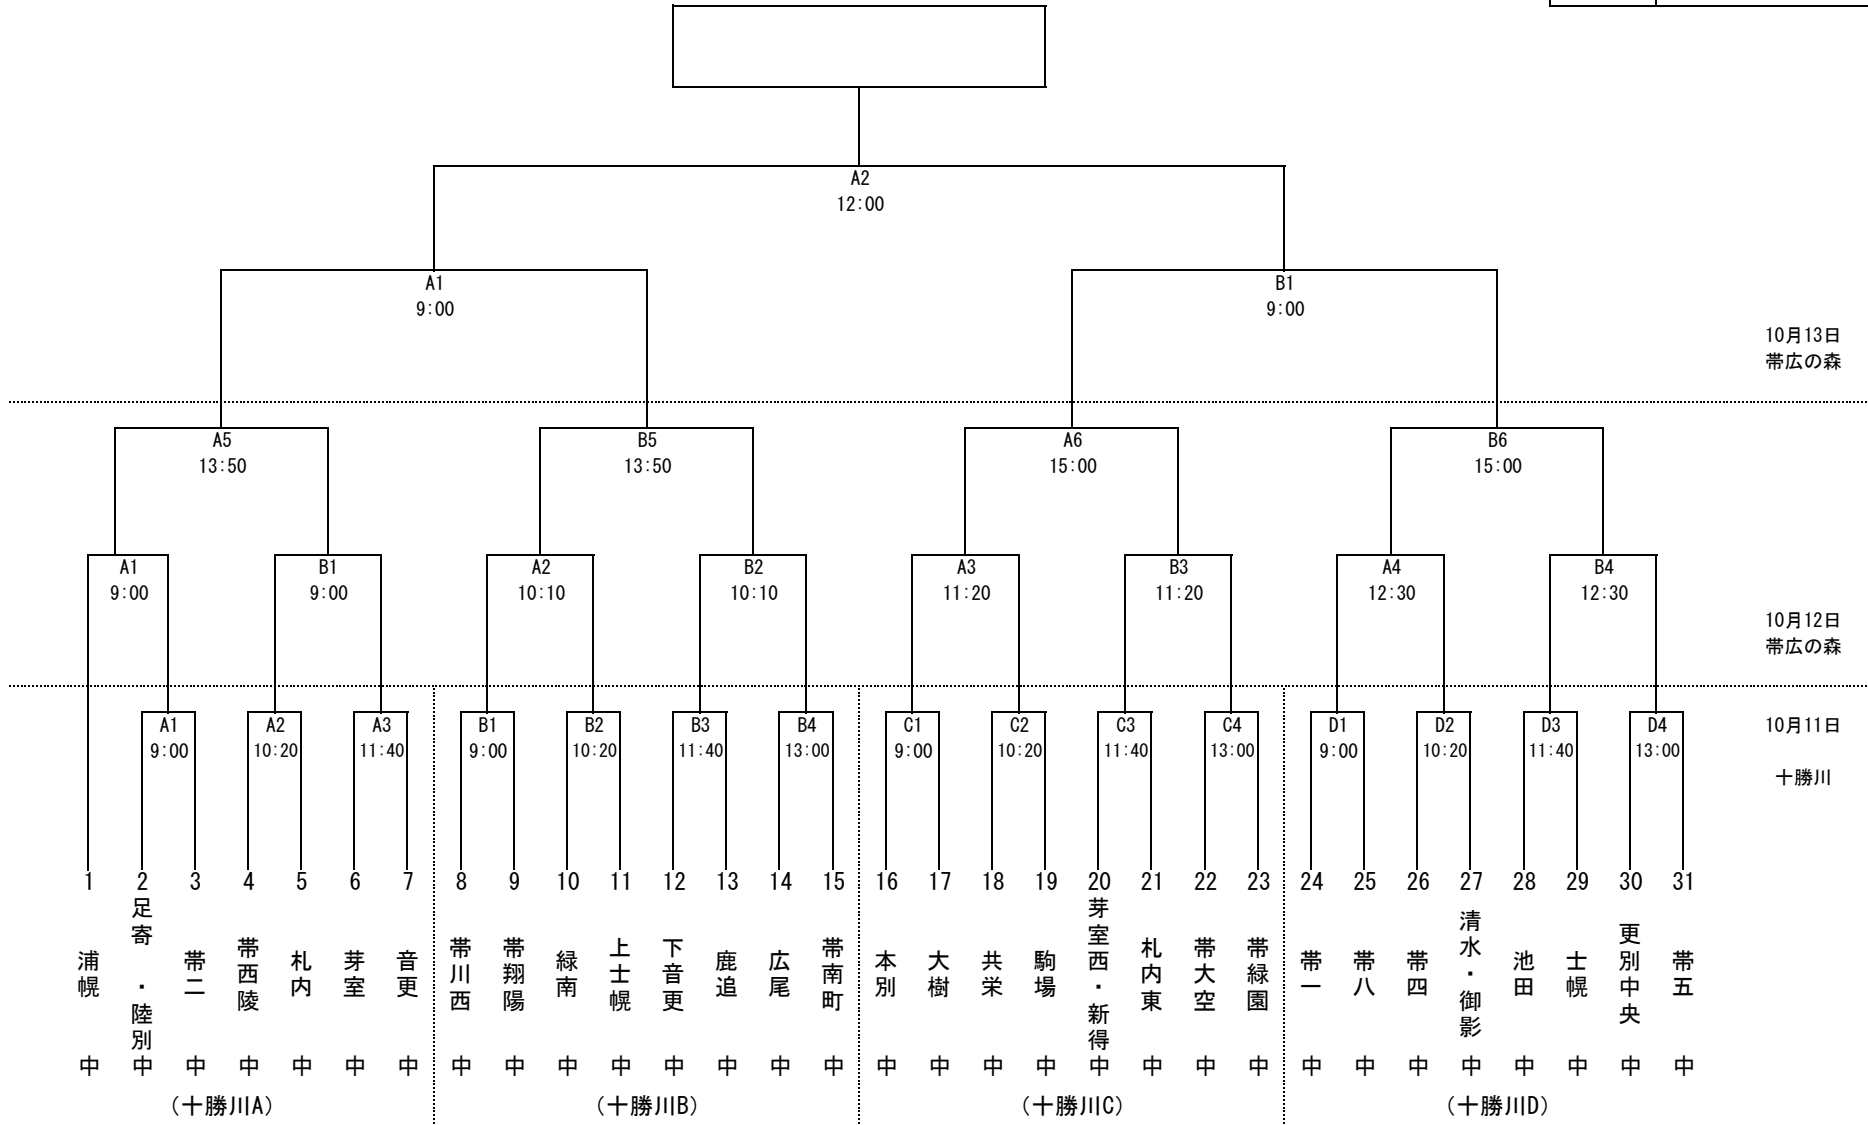 A2
12:00
A1
9:00
B1
9:00
10月13日
帯広の森
A5
13:50
B5
13:50
A6
15:00
B6
15:00
A1
9:00
B1
9:00
A2
10:10
B2
10:10
A3
11:20
B3
11:20
A4
12:30
B4
12:30
10月12日
帯広の森
A1
9:00
A2
10:20
A3
11:40
B1
9:00
B2
10:20
B3
11:40
B4
13:00
C1
9:00
C2
10:20
C3
11:40
C4
13:00
D1
9:00
D2
10:20
D3
11:40
D4
13:00
10月11日
十勝川
1
浦幌中
2
足寄・陸別中
3
帯二中
4
帯西陵中
5
札内中
6
芽室中
7
音更中
8
帯川西中
9
帯翔陽中
10
緑南中
11
上士幌中
12
下音更中
13
鹿追中
14
広尾中
15
帯南町中
16
本別中
17
大樹中
18
共栄中
19
駒場中
20
芽室西・新得中
21
札内東中
22
帯大空中
23
帯緑園中
24
帯一中
25
帯八中
26
帯四中
27
清水・御影中
28
池田中
29
士幌中
30
更別中央中
31
帯五中
(十勝川A)
(十勝川B)
(十勝川C)
(十勝川D)